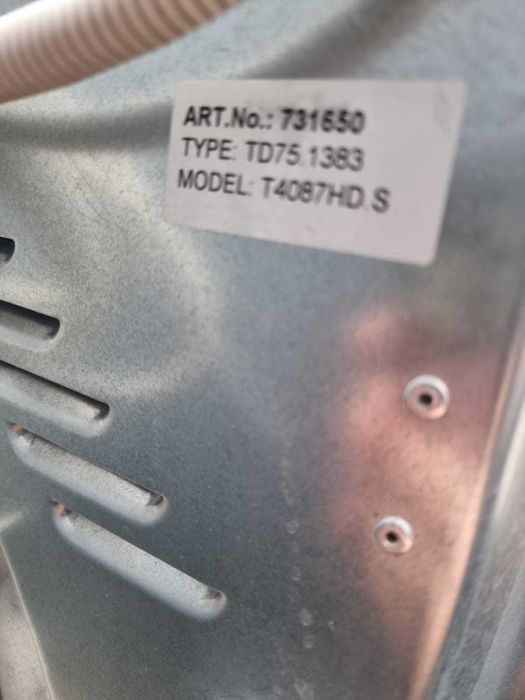 ART.No.: 731650
TYPE: TD75.1383
MODEL: T4087HD.S